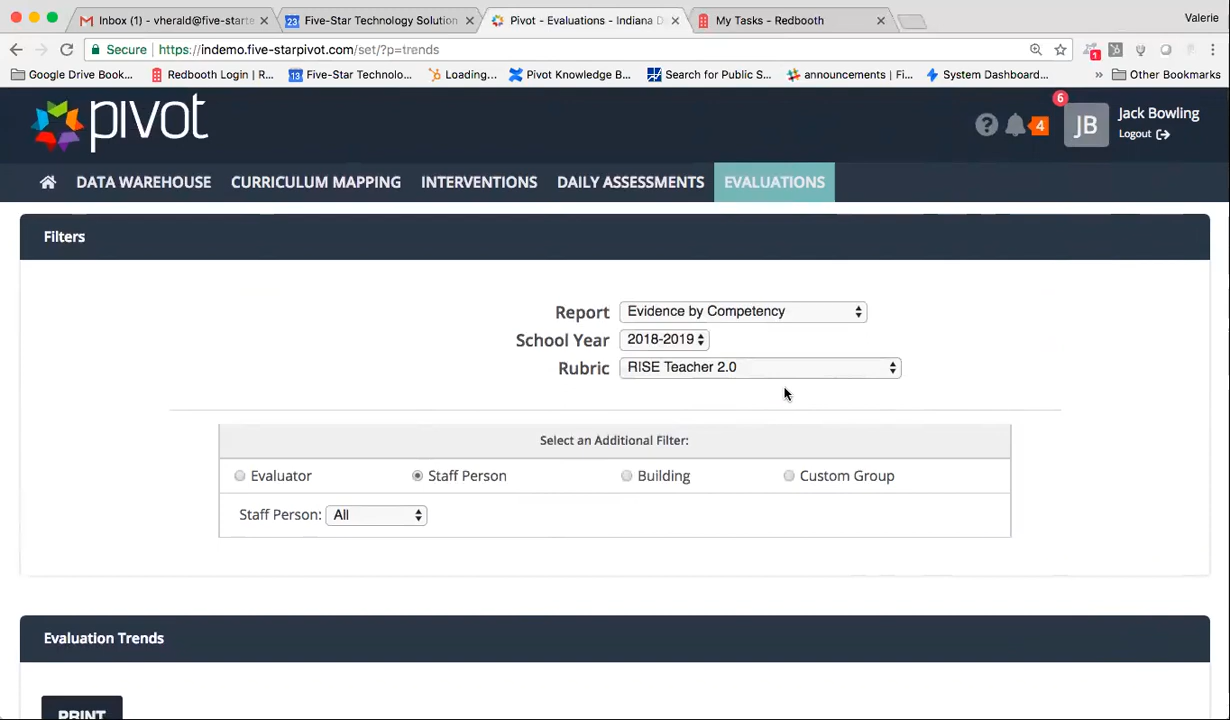 Inbox (1) - vherald@five-starte
23
Five-Star Technology Solution
Pivot - Evaluations - Indiana D
My Tasks - Redbooth
Valerie
Secure
https://indemo.five-starpivot.com/set/?p=trends
1
Google Drive Book...
Redbooth Login | R...
13
Five-Star Technolo...
Loading...
Pivot Knowledge B...
Search for Public S...
announcements | Fi...
System Dashboard...
»
Other Bookmarks
pivot
?
4
6
JB
Jack Bowling
Logout
DATA WAREHOUSE
CURRICULUM MAPPING
INTERVENTIONS
DAILY ASSESSMENTS
EVALUATIONS
Filters
Report
Evidence by Competency
School Year
2018-2019
Rubric
RISE Teacher 2.0
Select an Additional Filter:
Evaluator
Staff Person
Building
Custom Group
Staff Person:
All
Evaluation Trends
PRINT